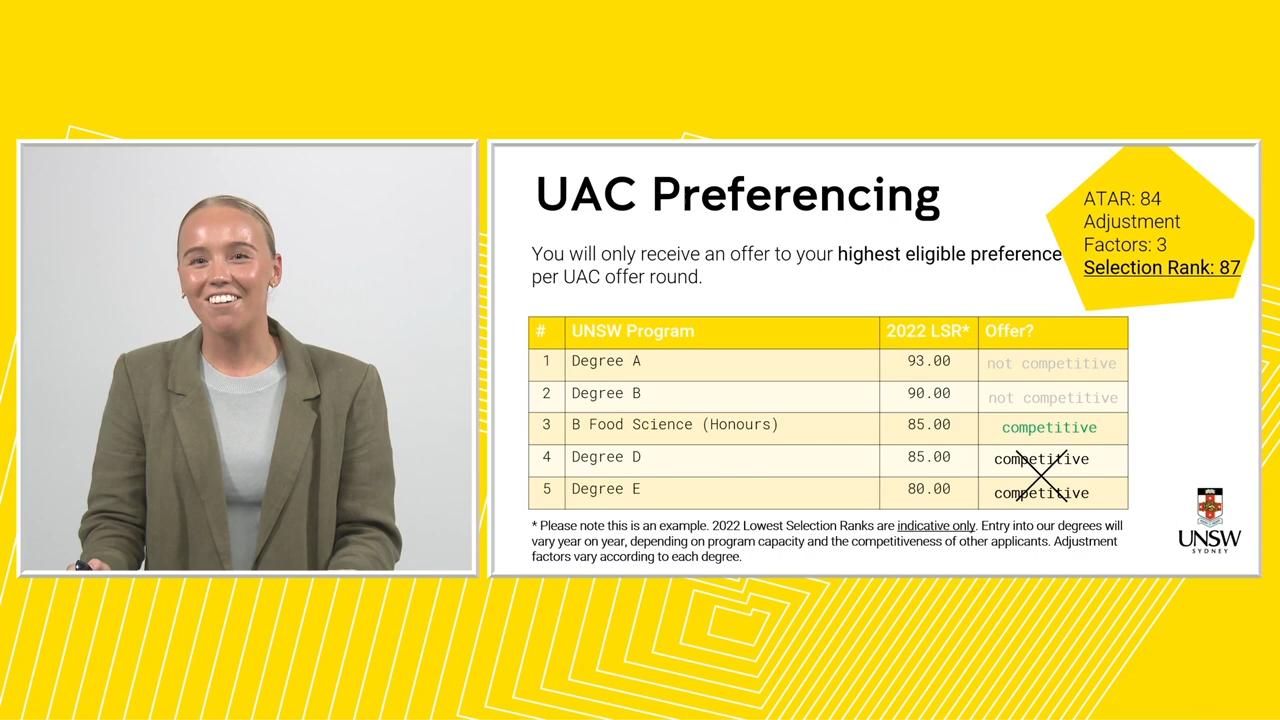 UAC Preferencing
ATAR: 84
Adjustment
Factors: 3
Selection Rank: 87
You will only receive an offer to your highest eligible preference
per UAC offer round.
# UNSW Program 2022 LSR* Offer?
1 Degree A 93.00 not competitive
2 Degree B 90.00 not competitive
3 B Food Science (Honours) 85.00 competitive
4 Degree D 85.00 competitive
5 Degree E 80.00 competitive
* Please note this is an example. 2022 Lowest Selection Ranks are indicative only. Entry into our degrees will
vary year on year, depending on program capacity and the competitiveness of other applicants. Adjustment
factors vary according to each degree.
UNSW
SYDNEY